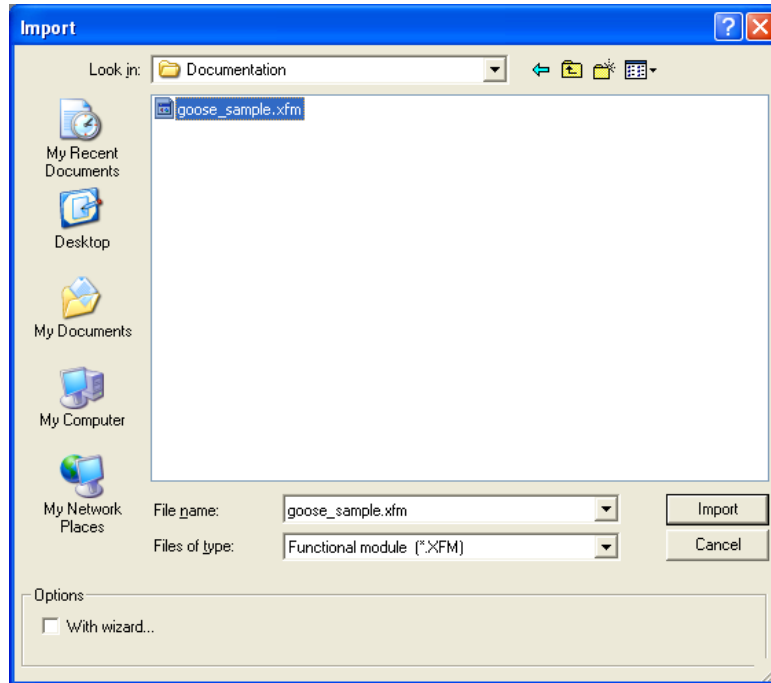 Import
Look in: Documentation
goose_sample.xfm
My Recent
Documents
Desktop
My Documents
My Computer
My Network
Places
File name: goose_sample.xfm Import
Files of type: Functional module (*.XFM) Cancel
Options
With wizard...